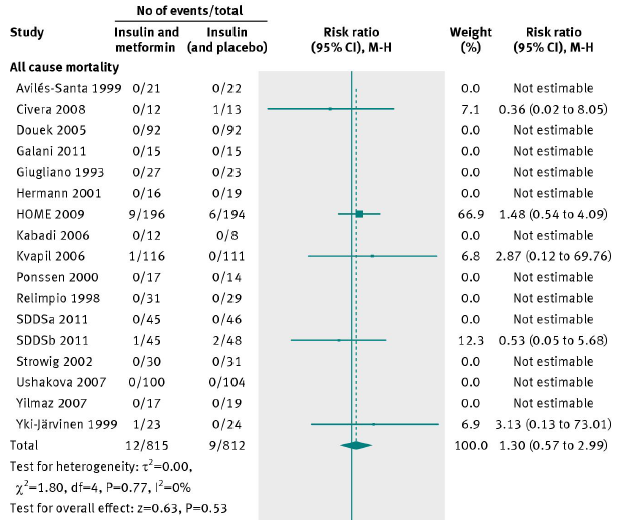 No of events/total
Study Insulin and metformin Insulin (and placebo) Risk ratio (95% CI), M-H Weight (%) Risk ratio (95% CI), M-H
All cause mortality
Avilés-Santa 1999 0/21 0/22 0.0 Not estimable
Civera 2008 0/12 1/13 7.1 0.36 (0.02 to 8.05)
Douek 2005 0/92 0/92 0.0 Not estimable
Galani 2011 0/15 0/15 0.0 Not estimable
Giugliano 1993 0/27 0/23 0.0 Not estimable
Hermann 2001 0/16 0/19 0.0 Not estimable
HOME 2009 9/196 6/194 66.9 1.48 (0.54 to 4.09)
Kabadi 2006 0/12 0/8 0.0 Not estimable
Kvapil 2006 1/116 0/111 6.8 2.87 (0.12 to 69.76)
Ponssen 2000 0/17 0/14 0.0 Not estimable
Relimpio 1998 0/31 0/29 0.0 Not estimable
SDDSa 2011 0/45 0/46 0.0 Not estimable
SDDSb 2011 1/45 2/48 12.3 0.53 (0.05 to 5.68)
Strowig 2002 0/30 0/31 0.0 Not estimable
Ushakova 2007 0/100 0/104 0.0 Not estimable
Yilmaz 2007 0/17 0/19 0.0 Not estimable
Yki-Järvinen 1999 1/23 0/24 6.9 3.13 (0.13 to 73.01)
Total 12/815 9/812 100.0 1.30 (0.57 to 2.99)
Test for heterogeneity: τ²=0.00,
χ²=1.80, df=4, P=0.77, I²=0%
Test for overall effect: z=0.63, P=0.53